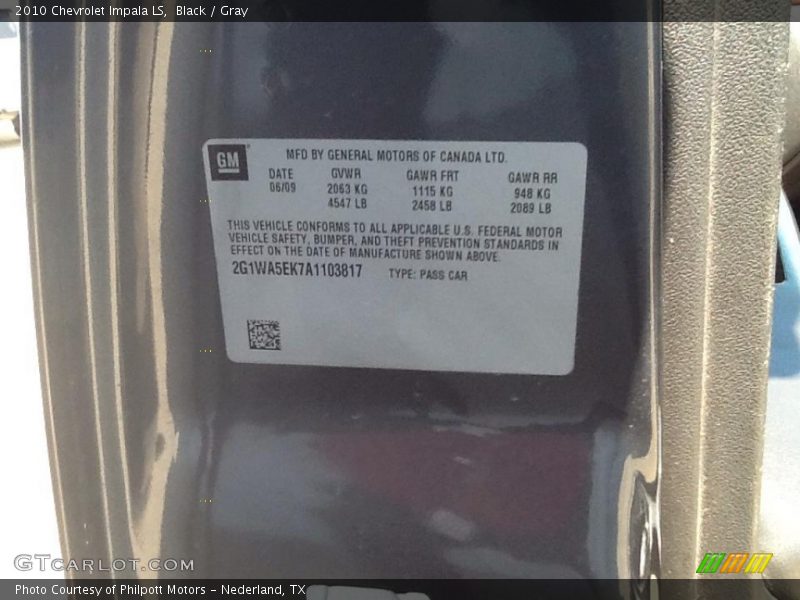 2010 Chevrolet Impala LS, Black / Gray
GM
MFD BY GENERAL MOTORS OF CANADA LTD.
DATE GVWR GAWR FRT GAWR RR
06/09 2063 KG 1115 KG 948 KG
4547 LB 2458 LB 2089 LB
THIS VEHICLE CONFORMS TO ALL APPLICABLE U.S. FEDERAL MOTOR
VEHICLE SAFETY, BUMPER, AND THEFT PREVENTION STANDARDS IN
EFFECT ON THE DATE OF MANUFACTURE SHOWN ABOVE.
2G1WA5EK7A1103817 TYPE: PASS CAR
GTCARLOT.COM
Photo Courtesy of Philpott Motors - Nederland, TX